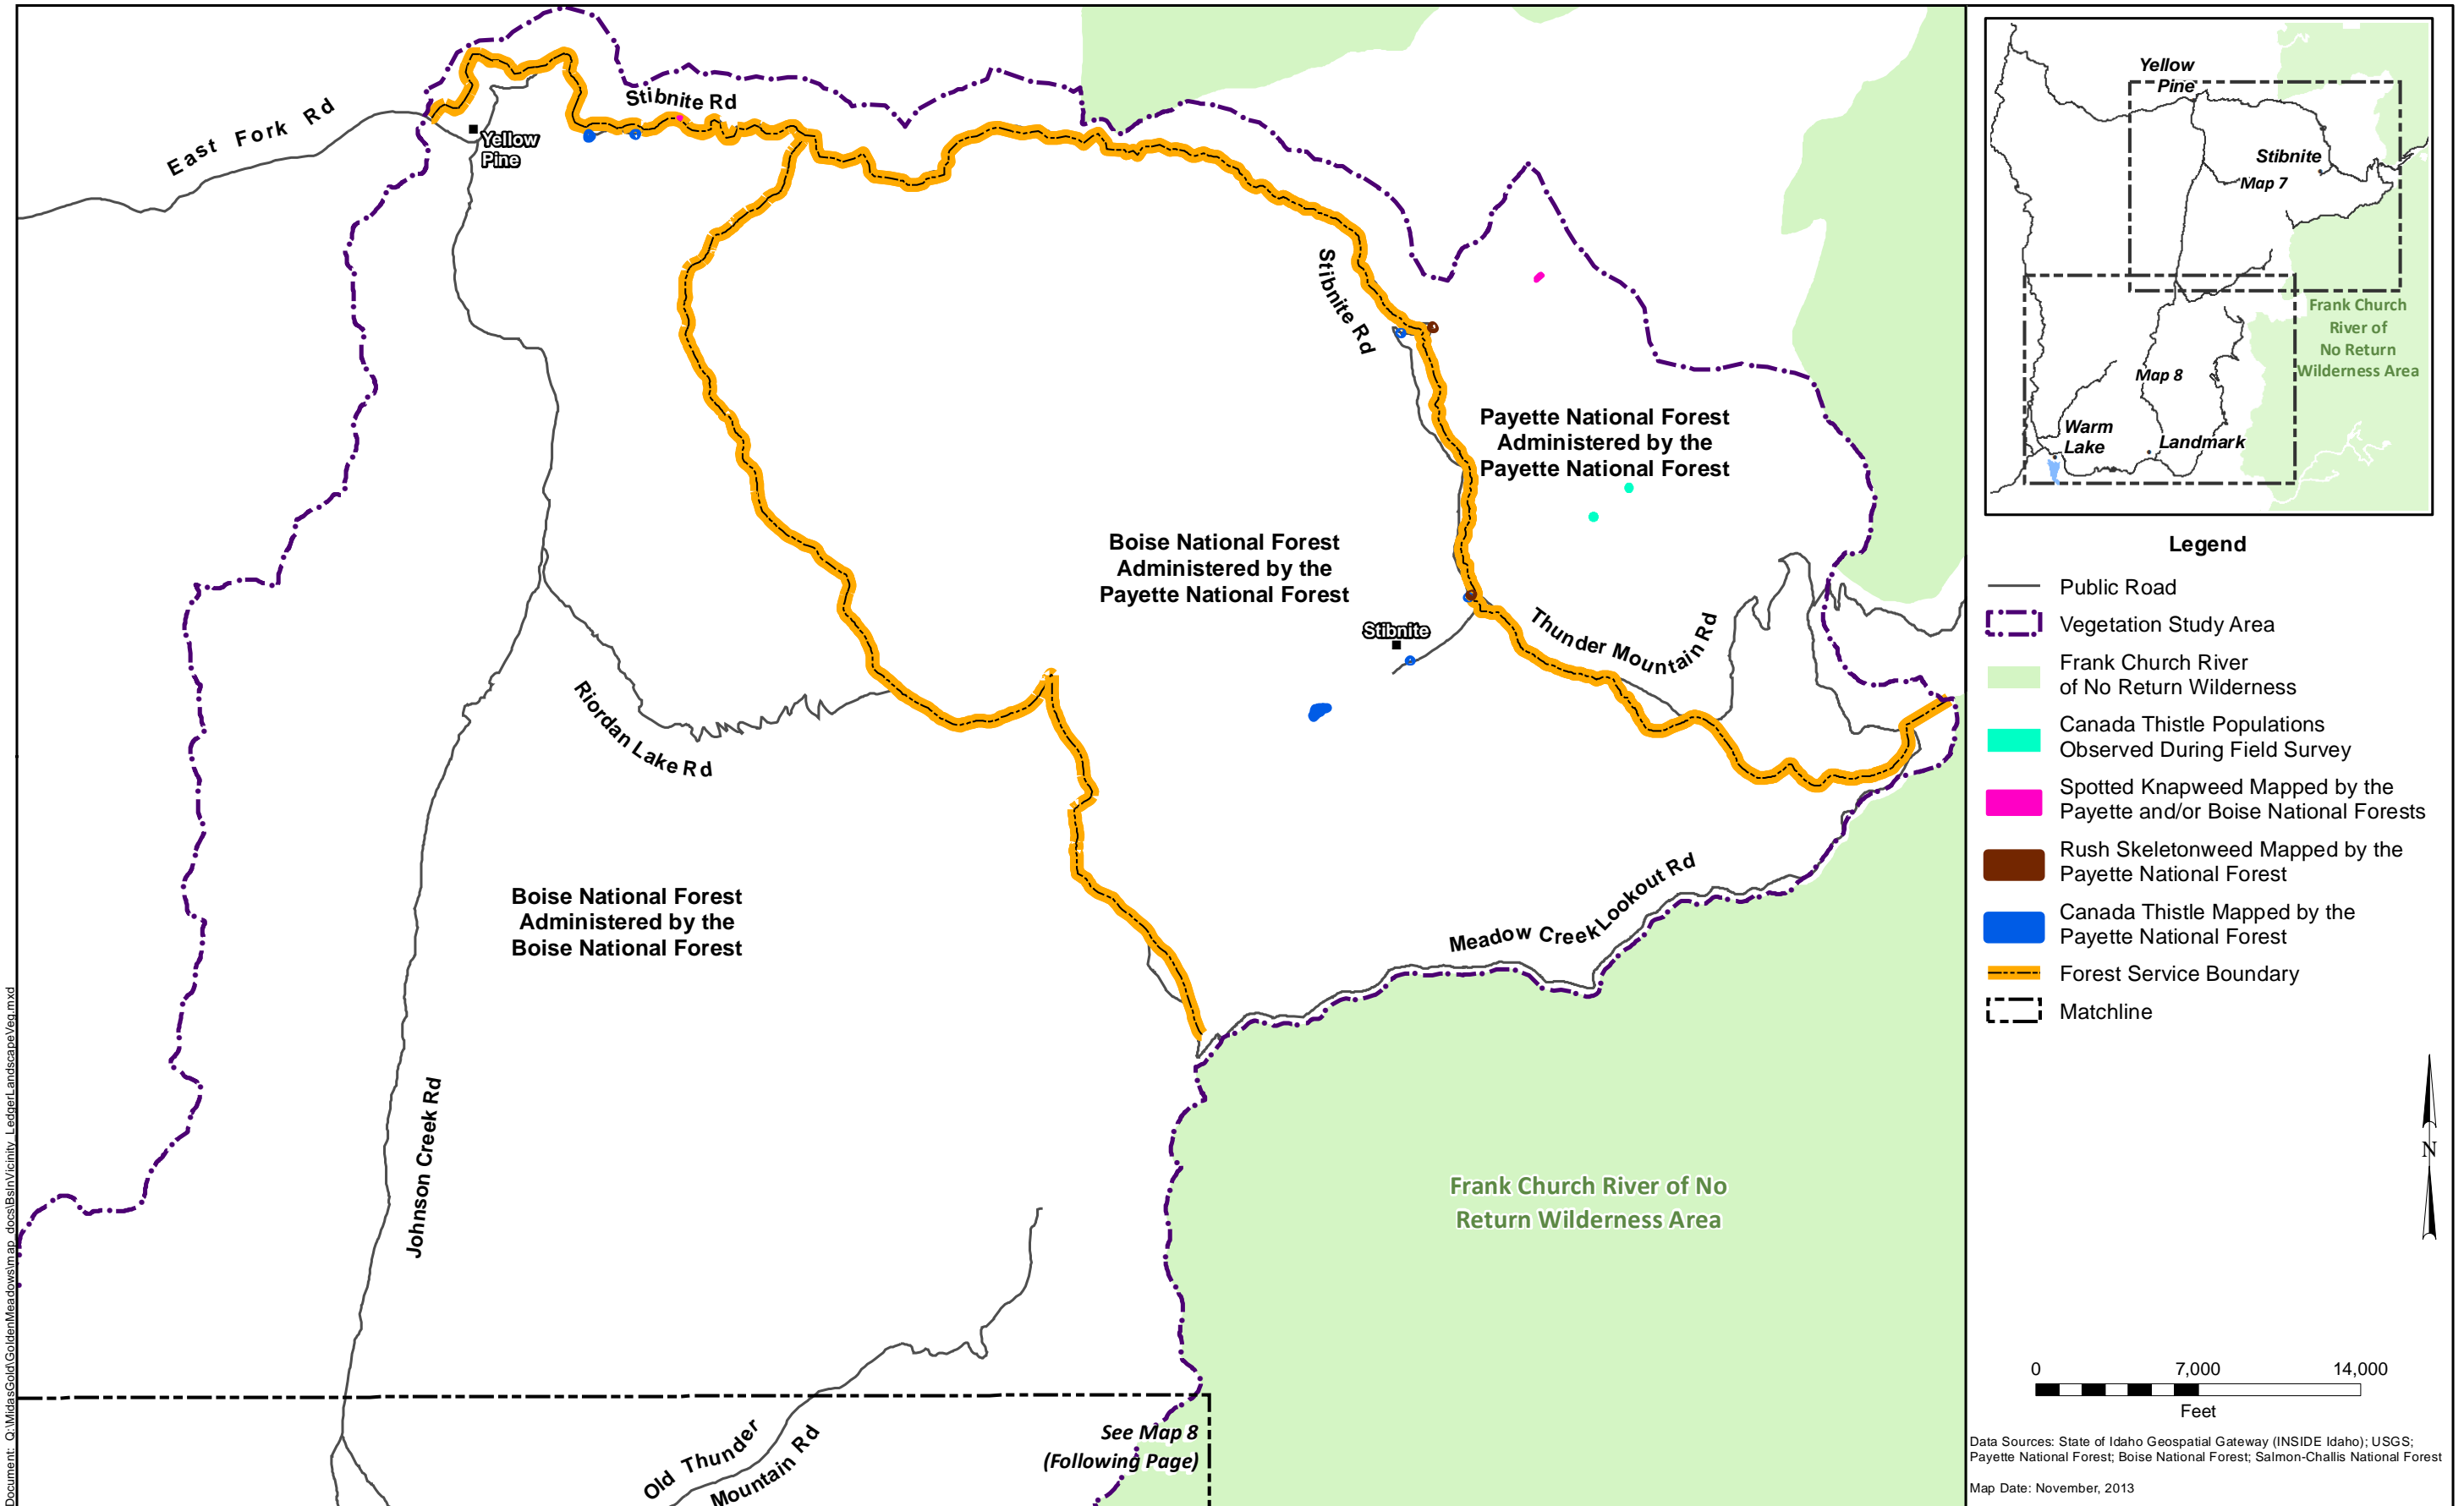 East Fork Rd
Yellow
Pine
Stibnite Rd
Stibnite Rd
Payette National Forest
Administered by the
Payette National Forest
Boise National Forest
Administered by the
Payette National Forest
Stibnite
Thunder Mountain Rd
Riordan Lake Rd
Boise National Forest
Administered by the
Boise National Forest
Meadow Creek Lookout Rd
Johnson Creek Rd
Frank Church River of No
Return Wilderness Area
Old Thunder
Mountain Rd
See Map 8
(Following Page)
Document: Q:\MidasGold\GoldenMeadows\map_docs\BslnVicinity_LedgerLandscapeVeg.mxd
Yellow
Pine
Stibnite
Map 7
Frank Church
River of
No Return
Wilderness Area
Map 8
Warm
Lake
Landmark
Legend
Public Road
Vegetation Study Area
Frank Church River
of No Return Wilderness
Canada Thistle Populations
Observed During Field Survey
Spotted Knapweed Mapped by the
Payette and/or Boise National Forests
Rush Skeletonweed Mapped by the
Payette National Forest
Canada Thistle Mapped by the
Payette National Forest
Forest Service Boundary
Matchline
N
0 7,000 14,000
Feet
Data Sources: State of Idaho Geospatial Gateway (INSIDE Idaho); USGS;
Payette National Forest; Boise National Forest; Salmon-Challis National Forest
Map Date: November, 2013